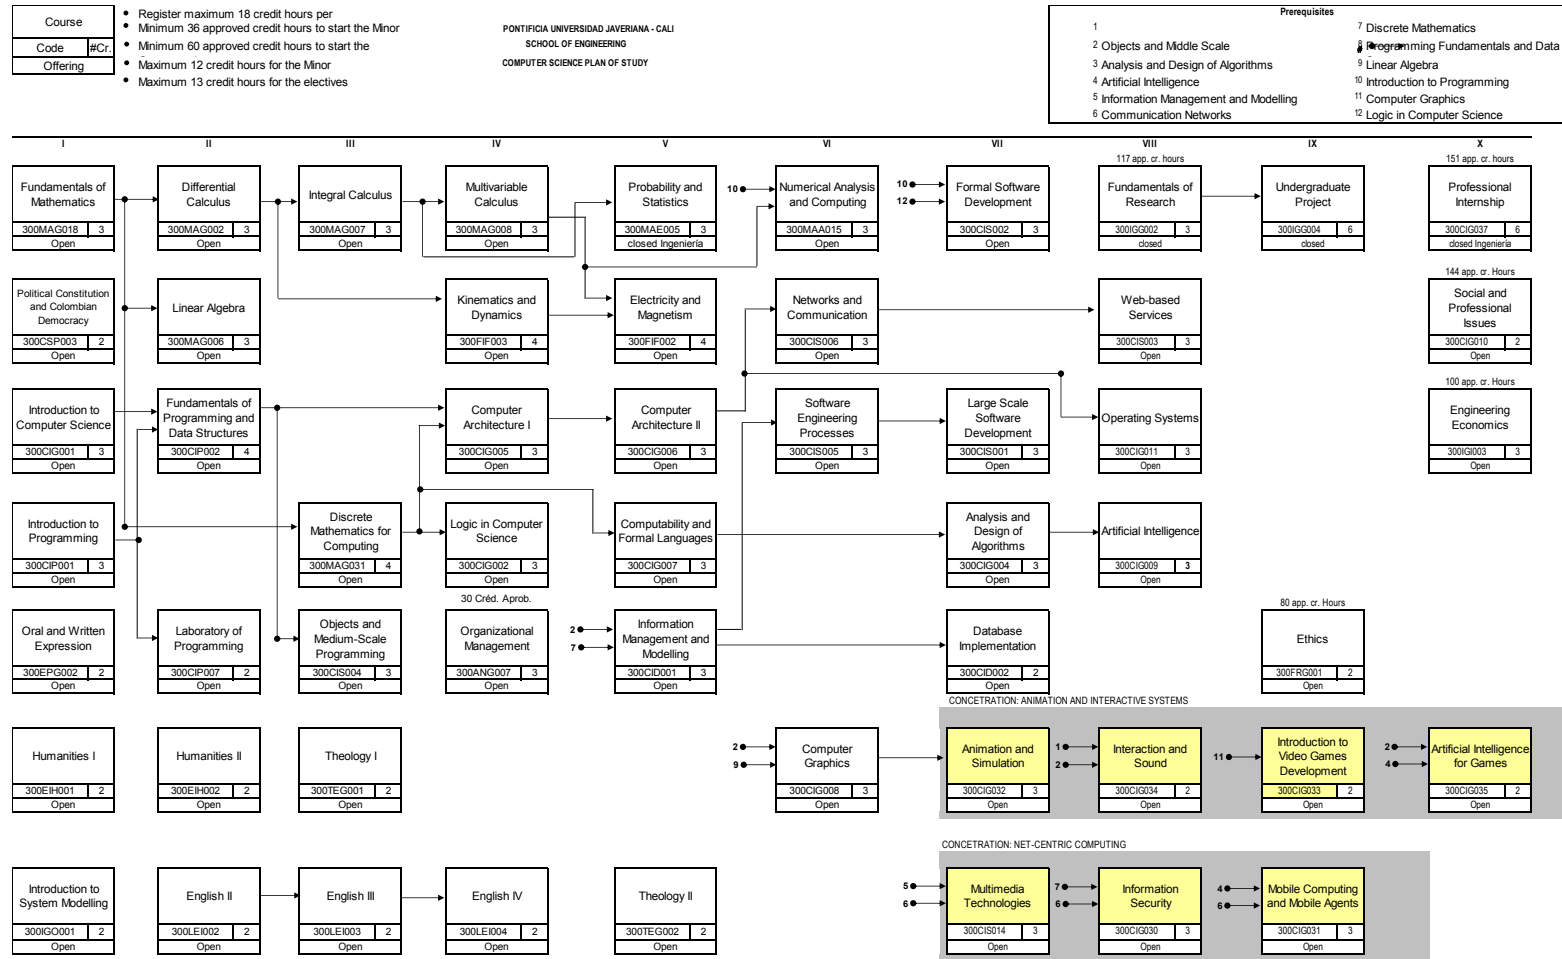 Course
Code #Cr.
Offering
• Register maximum 18 credit hours per
• Minimum 36 approved credit hours to start the Minor
• Minimum 60 approved credit hours to start the
• Maximum 12 credit hours for the Minor
• Maximum 13 credit hours for the electives
PONTIFICIA UNIVERSIDAD JAVERIANA - CALI
SCHOOL OF ENGINEERING
COMPUTER SCIENCE PLAN OF STUDY
Prerequisites
1
2 Objects and Middle Scale
3 Analysis and Design of Algorithms
4 Artificial Intelligence
5 Information Management and Modelling
6 Communication Networks
7 Discrete Mathematics
8 Programming Fundamentals and Data
9 Linear Algebra
10 Introduction to Programming
11 Computer Graphics
12 Logic in Computer Science
I II III IV V VI VII VIII IX X
117 app. cr. hours
151 app. cr. hours
Fundamentals of
Mathematics
300MAG018 3
Open
Differential
Calculus
300MAG002 3
Open
Integral Calculus
300MAG007 3
Open
Multivariable
Calculus
300MAG008 3
Open
Probability and
Statistics
300MAE005 3
closed Ingeniería
10
Numerical Analysis
and Computing
300MAA015 3
Open
10
12
Formal Software
Development
300CIS002 3
Open
Fundamentals of
Research
300IGG002 3
closed
Undergraduate
Project
300IGG004 6
closed
Professional
Internship
300CIG037 6
closed Ingeniería
144 app. cr. Hours
Political Constitution
and Colombian
Democracy
300CSP003 2
Open
Linear Algebra
300MAG006 3
Open
Kinematics and
Dynamics
300FIF003 4
Open
Electricity and
Magnetism
300FIF002 4
Open
Networks and
Communication
300CIS006 3
Open
Web-based
Services
300CIS003 3
Open
Social and
Professional
Issues
300CIG010 2
Open
100 app. cr. Hours
Introduction to
Computer Science
300CIG001 3
Open
Fundamentals of
Programming and
Data Structures
300CIP002 4
Open
Computer
Architecture I
300CIG005 3
Open
Computer
Architecture II
300CIG006 3
Open
Software
Engineering
Processes
300CIS005 3
Open
Large Scale
Software
Development
300CIS001 3
Open
Operating Systems
300CIG011 3
Open
Engineering
Economics
300IGI003 3
Open
Introduction to
Programming
300CIP001 3
Open
Discrete
Mathematics for
Computing
300MAG031 4
Open
Logic in Computer
Science
300CIG002 3
Open
Computability and
Formal Languages
300CIG007 3
Open
Analysis and
Design of
Algorithms
300CIG004 3
Open
Artificial Intelligence
300CIG009 3
Open
30 Créd. Aprob.
80 app. cr. Hours
Oral and Written
Expression
300EPG002 2
Open
Laboratory of
Programming
300CIP007 2
Open
Objects and
Medium-Scale
Programming
300CIS004 3
Open
Organizational
Management
300ANG007 3
Open
2
7
Information
Management and
Modelling
300CID001 3
Open
Database
Implementation
300CID002 2
Open
Ethics
300FRG001 2
Open
CONCETRATION: ANIMATION AND INTERACTIVE SYSTEMS
Humanities I
300EIH001 2
Open
Humanities II
300EIH002 2
Open
Theology I
300TEG001 2
Open
2
9
Computer
Graphics
300CIG008 3
Open
Animation and
Simulation
300CIG032 3
Open
1
2
Interaction and
Sound
300CIG034 2
Open
11
Introduction to
Video Games
Development
300CIG033 2
Open
2
4
Artificial Intelligence
for Games
300CIG035 2
Open
CONCETRATION: NET-CENTRIC COMPUTING
Introduction to
System Modelling
300IGO001 2
Open
English II
300LEI002 2
Open
English III
300LEI003 2
Open
English IV
300LEI004 2
Open
Theology II
300TEG002 2
Open
5
6
Multimedia
Technologies
300CIS014 3
Open
7
6
Information
Security
300CIG030 3
Open
4
6
Mobile Computing
and Mobile Agents
300CIG031 3
Open